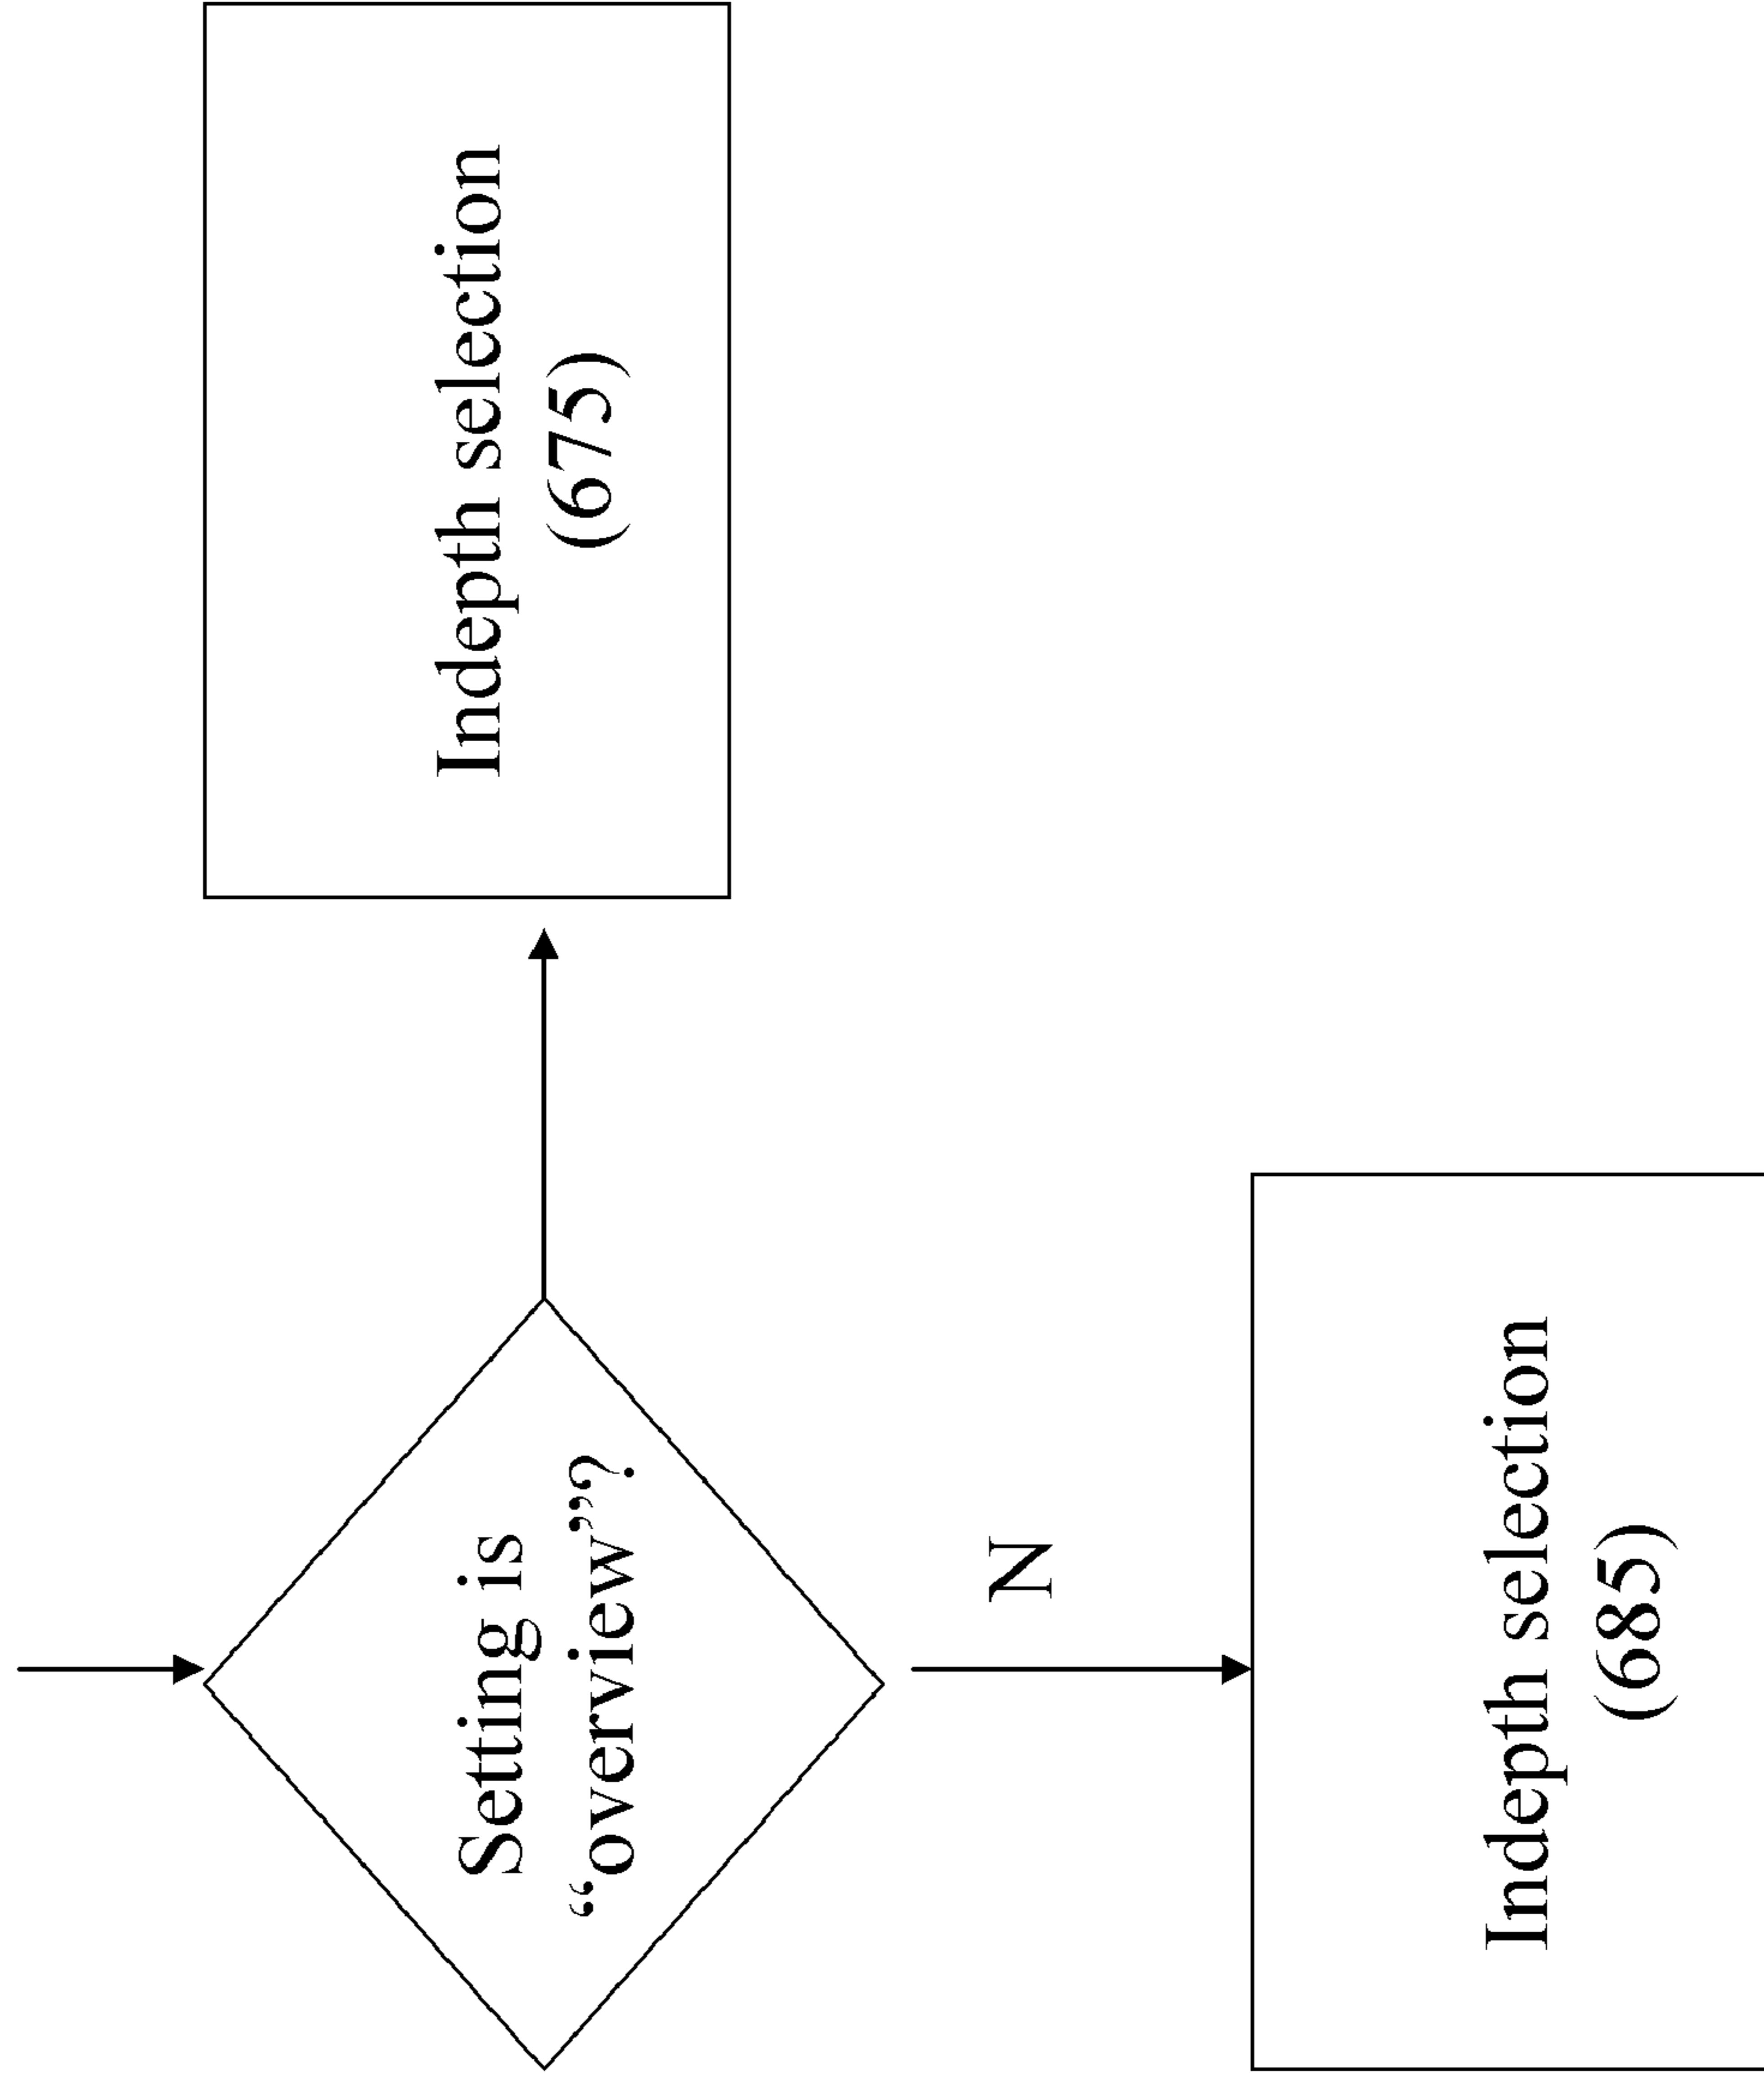 Setting is
“overview”?
Indepth selection
(675)
N
Indepth selection
(685)